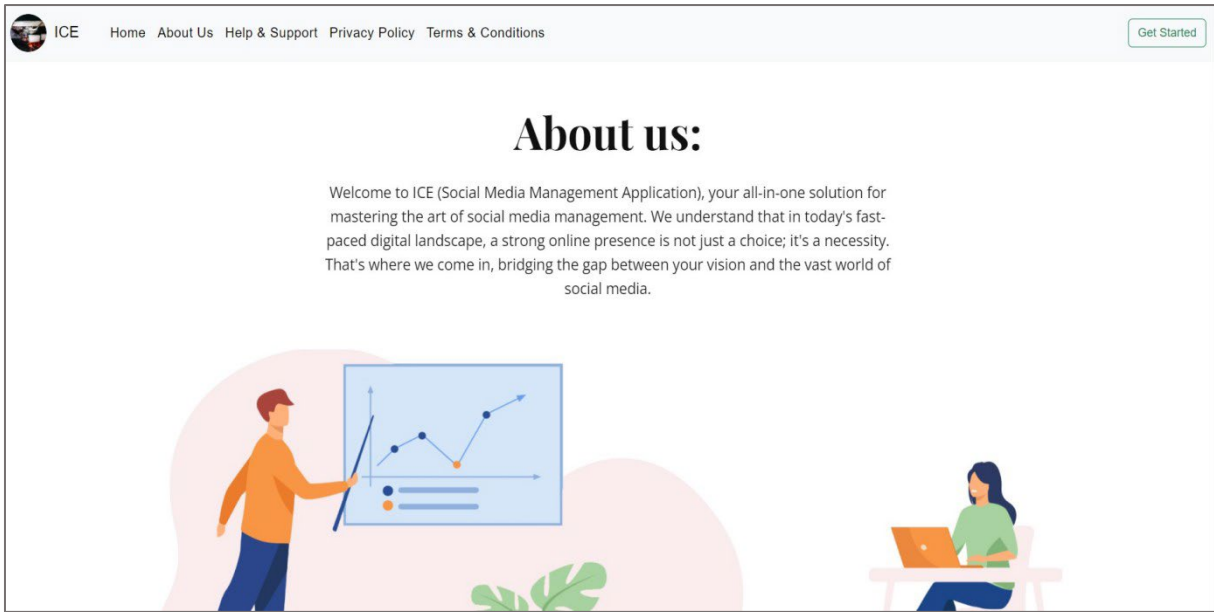 ICE Home About Us Help & Support Privacy Policy Terms & Conditions Get Started
About us:
Welcome to ICE (Social Media Management Application), your all-in-one solution for
mastering the art of social media management. We understand that in today's fast-
paced digital landscape, a strong online presence is not just a choice; it's a necessity.
That's where we come in, bridging the gap between your vision and the vast world of
social media.